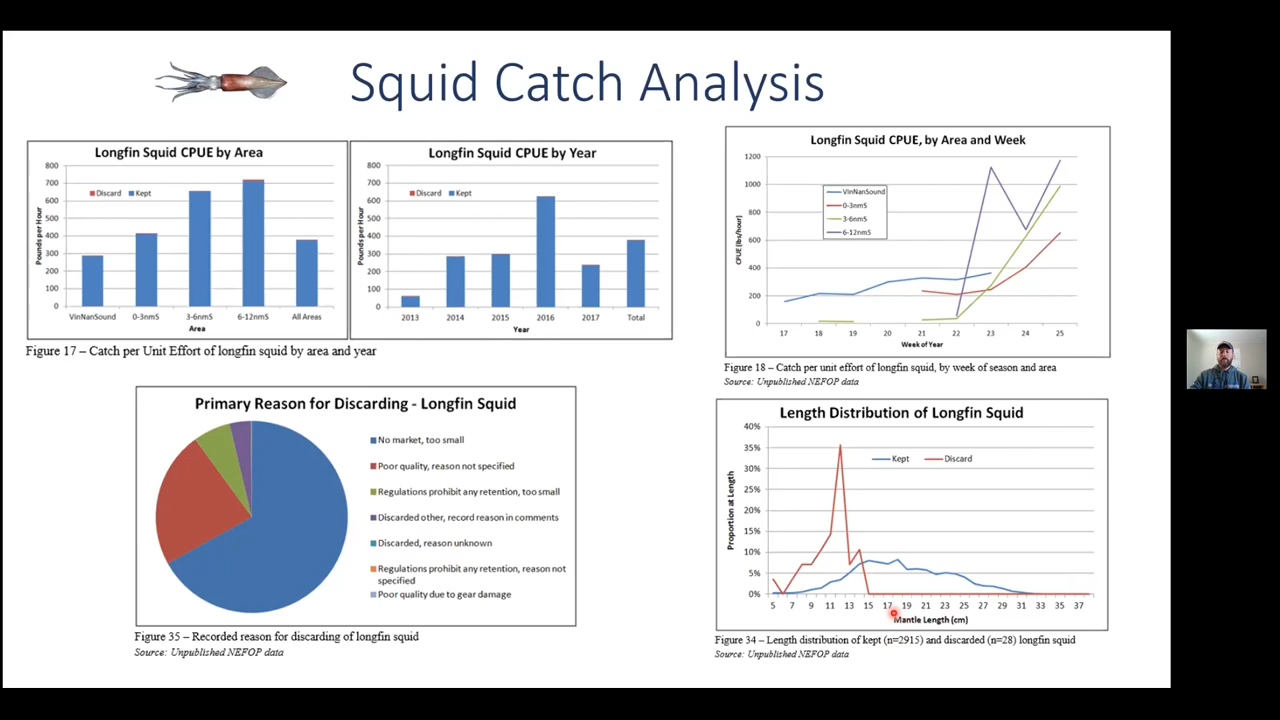 Squid Catch Analysis
Longfin Squid CPUE by Area
800
700
600
500
400
300
200
100
0
Pounds per Hour
Discard Kept
VinNanSound 0-3nmS 3-6nmS 6-12nmS All Areas
Area
Longfin Squid CPUE by Year
800
700
600
500
400
300
200
100
0
Pounds per Hour
Discard Kept
2013 2014 2015 2016 2017 Total
Year
Figure 17 – Catch per Unit Effort of longfin squid by area and year
Longfin Squid CPUE, by Area and Week
1200
1000
800
600
400
200
0
CPUE (lbs/hour)
VinNanSound
0-3nmS
3-6nmS
6-12nmS
17 18 19 20 21 22 23 24 25
Week of Year
Figure 18 – Catch per unit effort of longfin squid, by week of season and area
Source: Unpublished NEFOP data
Primary Reason for Discarding - Longfin Squid
No market, too small
Poor quality, reason not specified
Regulations prohibit any retention, too small
Discarded other, record reason in comments
Discarded, reason unknown
Regulations prohibit any retention, reason not
specified
Poor quality due to gear damage
Figure 35 – Recorded reason for discarding of longfin squid
Source: Unpublished NEFOP data
Length Distribution of Longfin Squid
40%
35%
30%
25%
20%
15%
10%
5%
0%
Proportion at Length
Kept Discard
5 7 9 11 13 15 17 19 21 23 25 27 29 31 33 35 37
Mantle Length (cm)
Figure 34 – Length distribution of kept (n=2915) and discarded (n=28) longfin squid
Source: Unpublished NEFOP data